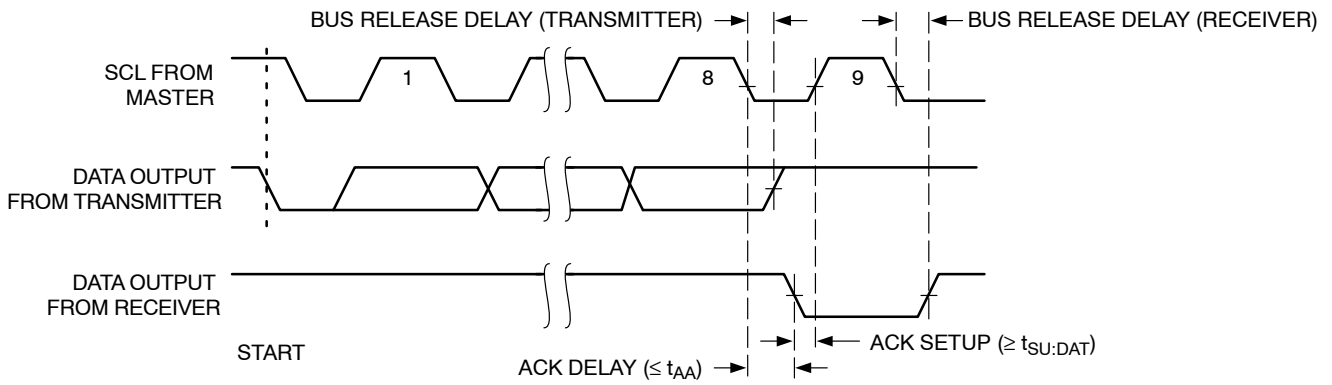 BUS RELEASE DELAY (TRANSMITTER)
BUS RELEASE DELAY (RECEIVER)
SCL FROM
MASTER
1
8
9
DATA OUTPUT
FROM TRANSMITTER
DATA OUTPUT
FROM RECEIVER
START
ACK SETUP (≥ tSU:DAT)
ACK DELAY (≤ tAA)